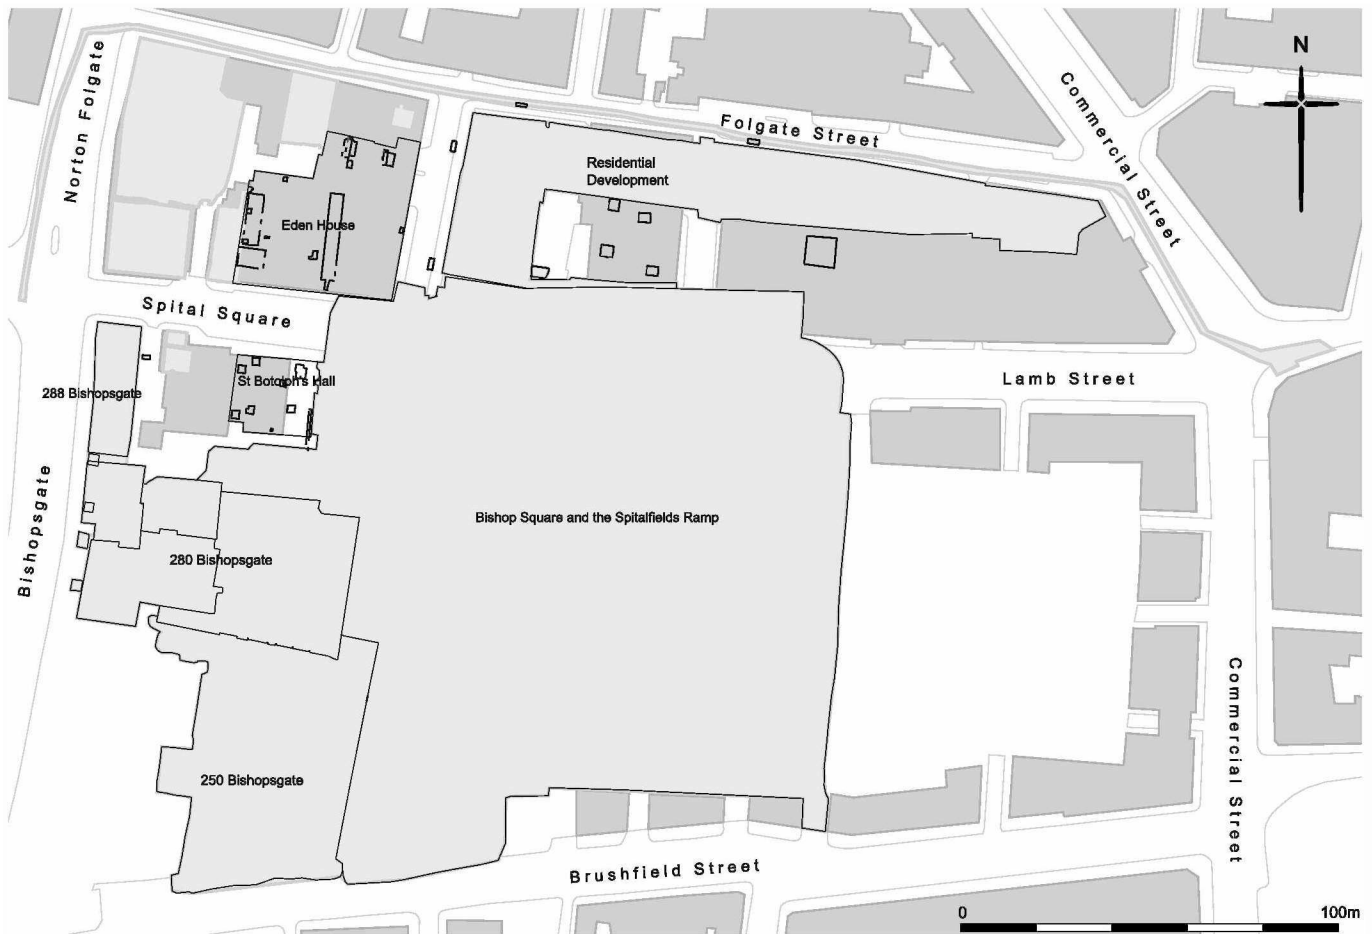 N
Norton Folgate
Folgate Street
Commercial Street
Residential
Development
Eden House
Spital Square
288 Bishopsgate
St Botolph's Hall
Lamb Street
Bishopsgate
Bishop Square and the Spitalfields Ramp
280 Bishopsgate
250 Bishopsgate
Commercial Street
Brushfield Street
0
100m